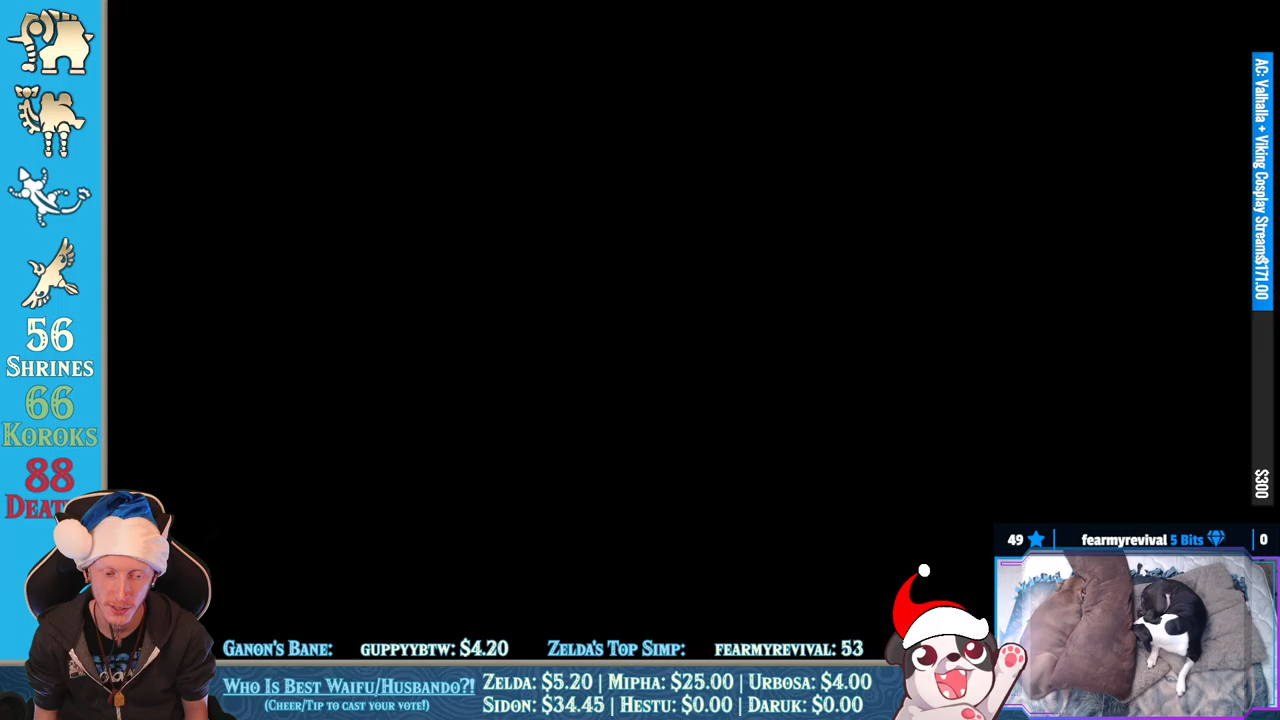 56
SHRINES
66
KOROKS
88
AC: Valhalla + Viking Cosplay Streams$171.00
$300
49
fearmyrevival 5 Bits
0
GANON'S BANE: GUPPYYBTW: $4.20 ZELDA'S TOP SIMP: FEARMYREVIVAL: 53
WHO IS BEST WAIFU/HUSBANDO?!
(CHEER/TIP TO CAST YOUR VOTE!)
ZELDA: $5.20 | MIPHA: $25.00 | URBOSA: $4.00
SIDON: $34.45 | HESTU: $0.00 | DARUK: $0.00